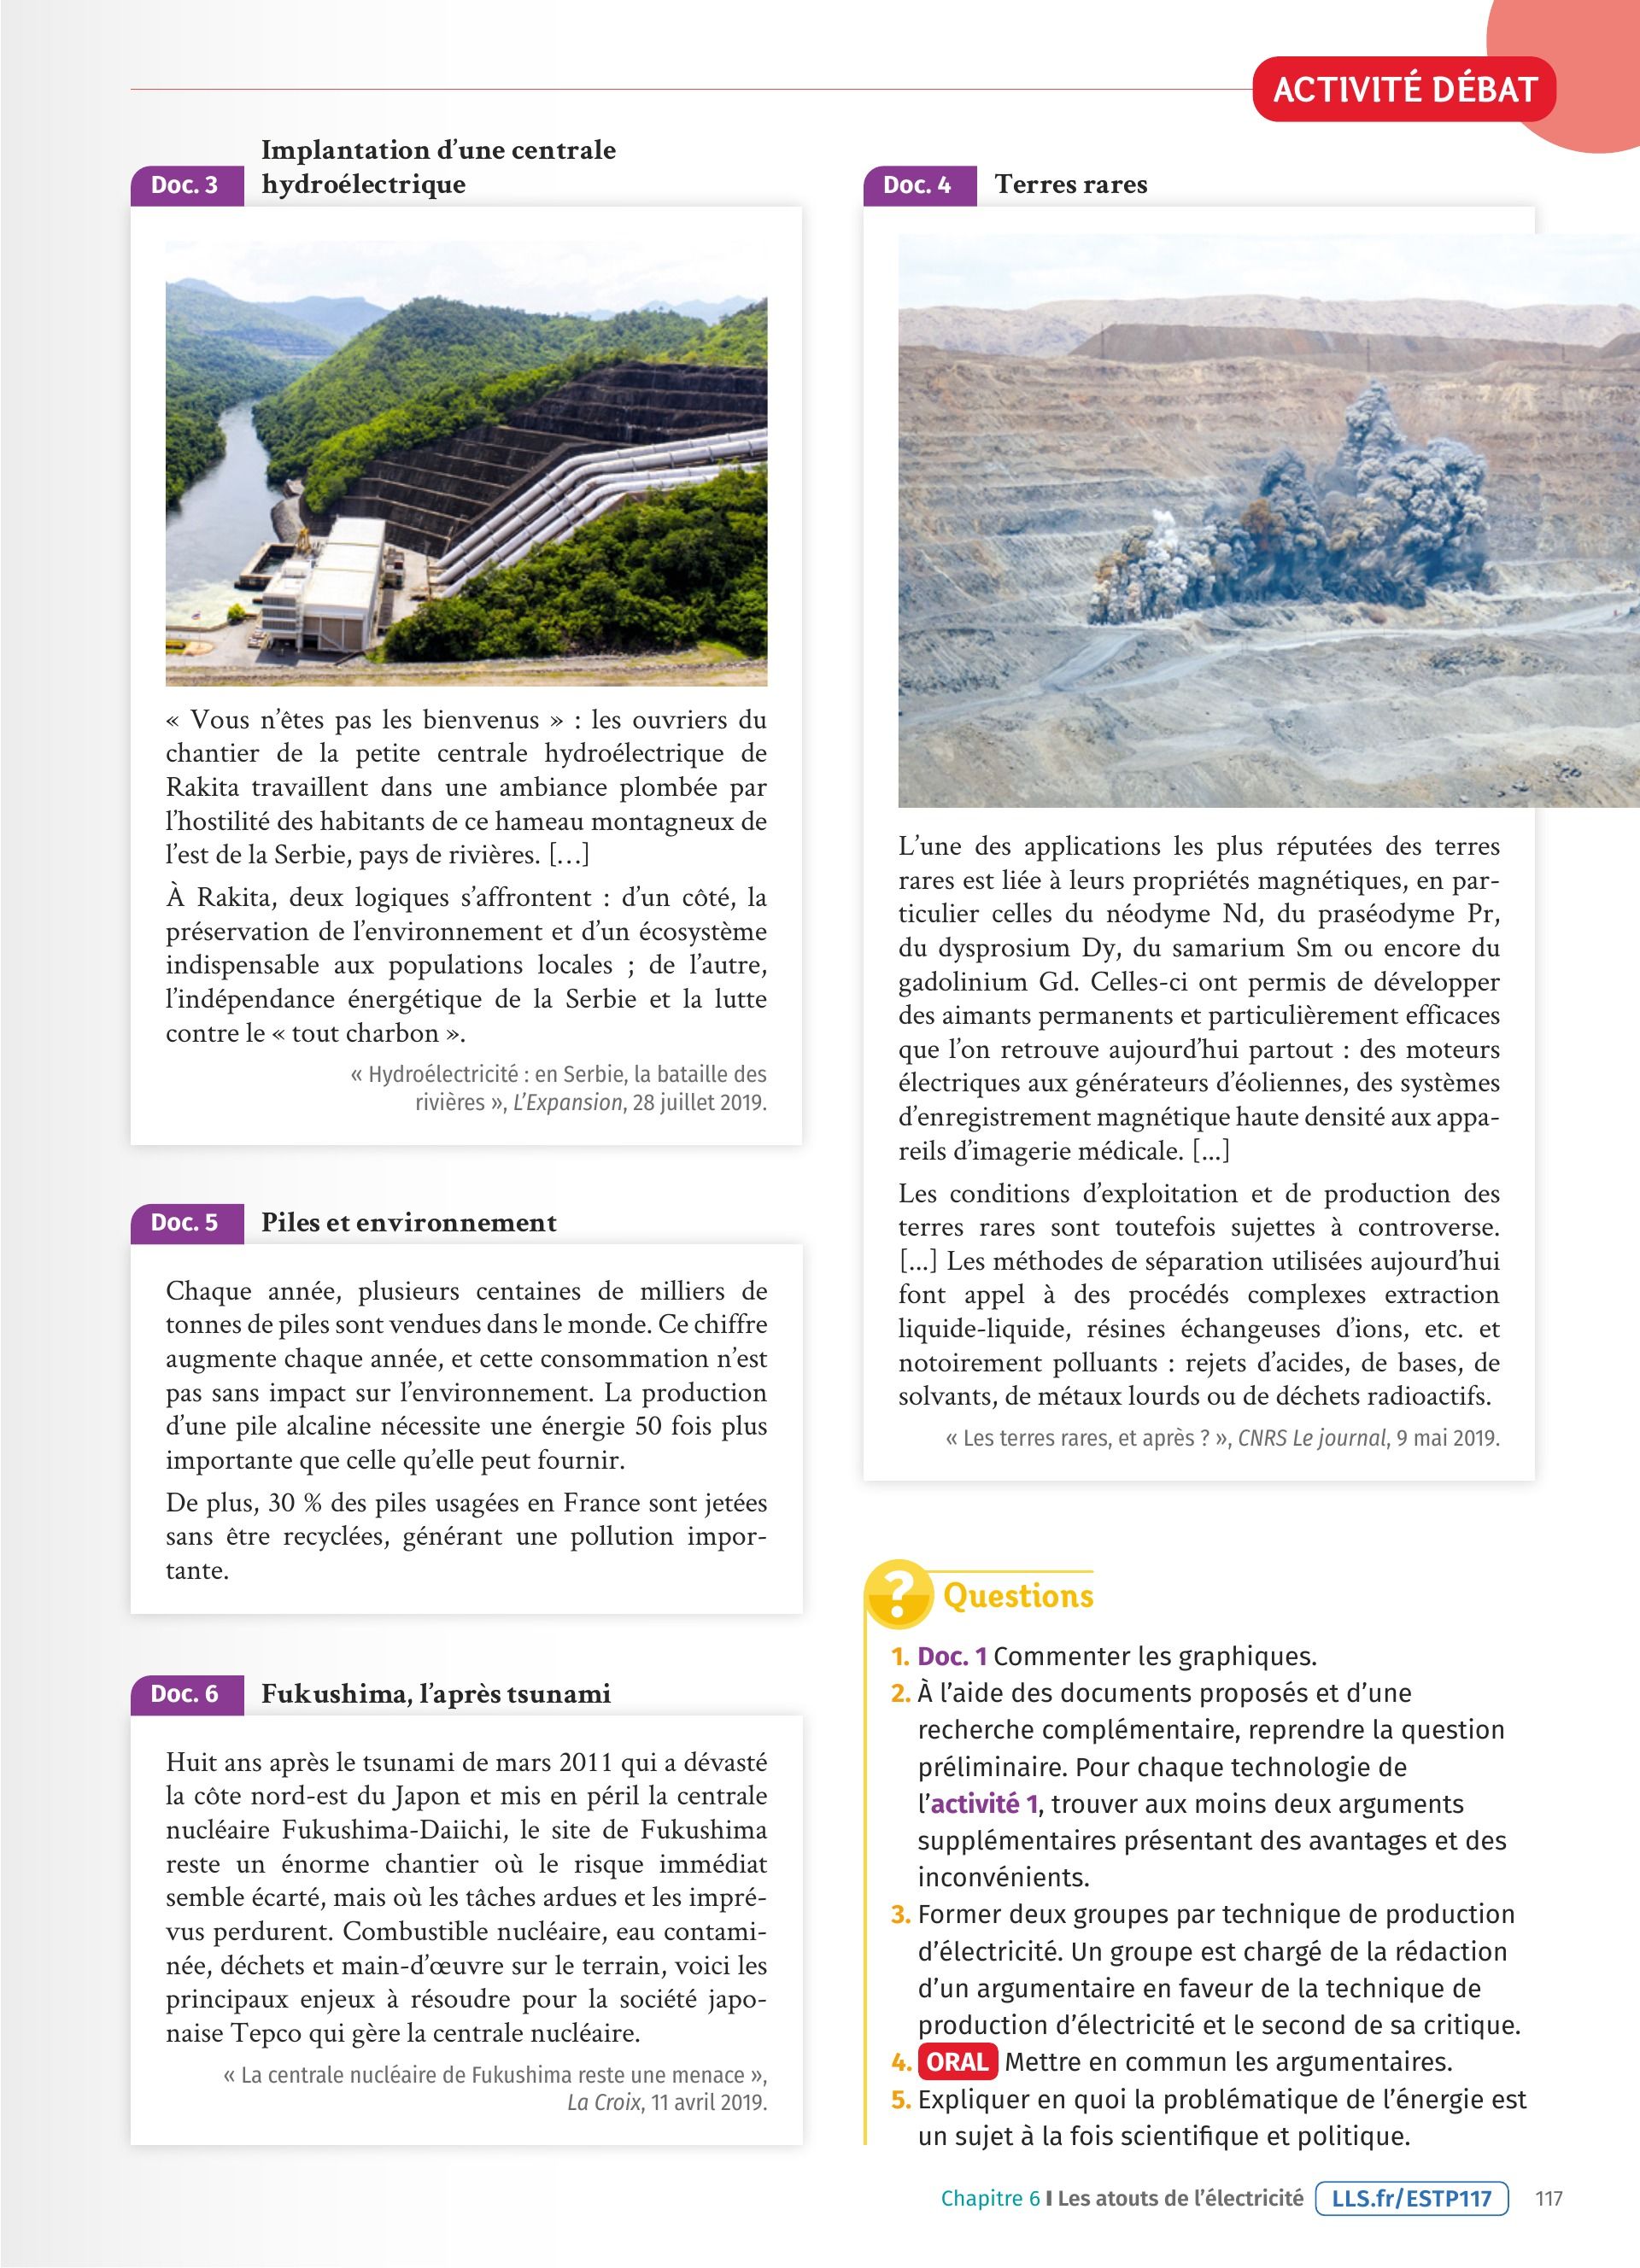 ACTIVITÉ DÉBAT
Doc. 3
Implantation d'une centrale
hydroélectrique
« Vous n'êtes pas les bienvenus » : les ouvriers du
chantier de la petite centrale hydroélectrique de
Rakita travaillent dans une ambiance plombée par
l'hostilité des habitants de ce hameau montagneux de
l'est de la Serbie, pays de rivières. […]
À Rakita, deux logiques s'affrontent : d'un côté, la
préservation de l'environnement et d'un écosystème
indispensable aux populations locales ; de l'autre,
l'indépendance énergétique de la Serbie et la lutte
contre le « tout charbon ».
« Hydroélectricité : en Serbie, la bataille des
rivières », L'Expansion, 28 juillet 2019.
Doc. 5
Piles et environnement
Chaque année, plusieurs centaines de milliers de
tonnes de piles sont vendues dans le monde. Ce chiffre
augmente chaque année, et cette consommation n'est
pas sans impact sur l'environnement. La production
d'une pile alcaline nécessite une énergie 50 fois plus
importante que celle qu'elle peut fournir.
De plus, 30 % des piles usagées en France sont jetées
sans être recyclées, générant une pollution impor-
tante.
Doc. 6
Fukushima, l'après tsunami
Huit ans après le tsunami de mars 2011 qui a dévasté
la côte nord-est du Japon et mis en péril la centrale
nucléaire Fukushima-Daiichi, le site de Fukushima
reste un énorme chantier où le risque immédiat
semble écarté, mais où les tâches ardues et les impré-
vus perdurent. Combustible nucléaire, eau contami-
née, déchets et main-d'œuvre sur le terrain, voici les
principaux enjeux à résoudre pour la société japo-
naise Tepco qui gère la centrale nucléaire.
« La centrale nucléaire de Fukushima reste une menace »,
La Croix, 11 avril 2019.
Doc. 4
Terres rares
L'une des applications les plus réputées des terres
rares est liée à leurs propriétés magnétiques, en par-
ticulier celles du néodyme Nd, du praséodyme Pr,
du dysprosium Dy, du samarium Sm ou encore du
gadolinium Gd. Celles-ci ont permis de développer
des aimants permanents et particulièrement efficaces
que l'on retrouve aujourd'hui partout : des moteurs
électriques aux générateurs d'éoliennes, des systèmes
d'enregistrement magnétique haute densité aux appa-
reils d'imagerie médicale. [...]
Les conditions d'exploitation et de production des
terres rares sont toutefois sujettes à controverse.
[...] Les méthodes de séparation utilisées aujourd'hui
font appel à des procédés complexes extraction
liquide-liquide, résines échangeuses d'ions, etc. et
notoirement polluants : rejets d'acides, de bases, de
solvants, de métaux lourds ou de déchets radioactifs.
« Les terres rares, et après ? », CNRS Le journal, 9 mai 2019.
? Questions
1. Doc. 1 Commenter les graphiques.
2. À l'aide des documents proposés et d'une
recherche complémentaire, reprendre la question
préliminaire. Pour chaque technologie de
l'activité 1, trouver aux moins deux arguments
supplémentaires présentant des avantages et des
inconvénients.
3. Former deux groupes par technique de production
d'électricité. Un groupe est chargé de la rédaction
d'un argumentaire en faveur de la technique de
production d'électricité et le second de sa critique.
4. ORAL Mettre en commun les argumentaires.
5. Expliquer en quoi la problématique de l'énergie est
un sujet à la fois scientifique et politique.
Chapitre 6 I Les atouts de l'électricité LLS.fr/ESTP117 117